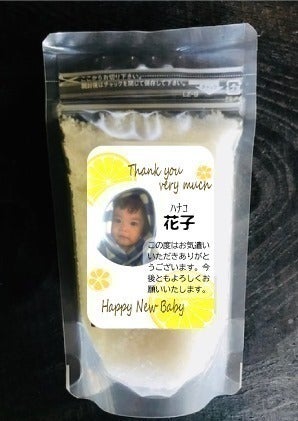 Thank you
very much
ハナコ
花子
この度はお気遣い
いただきありがと
うございます。今
後ともよろしくお
願いいたします。
Happy New Baby